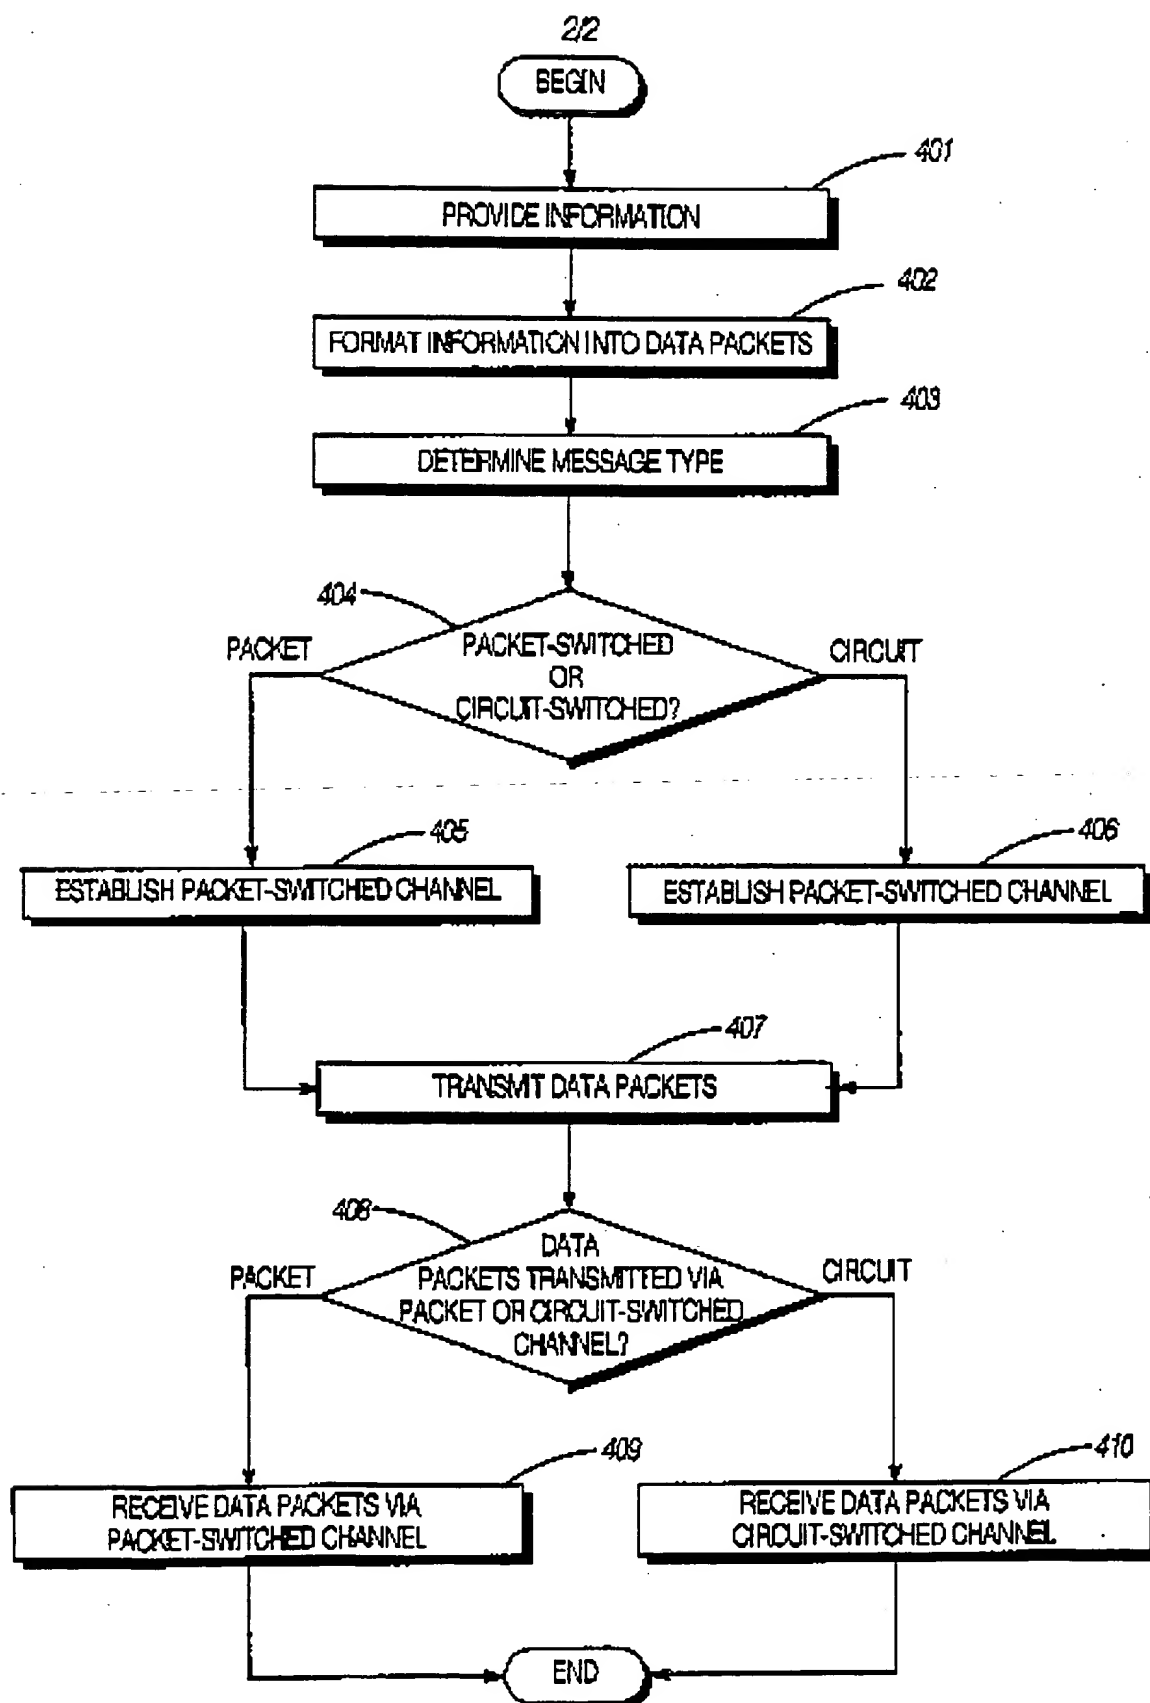 2/2
BEGIN
401
PROVIDE INFORMATION
402
FORMAT INFORMATION INTO DATA PACKETS
403
DETERMINE MESSAGE TYPE
404
PACKET
PACKET-SWITCHED
OR
CIRCUIT-SWITCHED?
CIRCUIT
405
ESTABLISH PACKET-SWITCHED CHANNEL
406
ESTABLISH PACKET-SWITCHED CHANNEL
407
TRANSMIT DATA PACKETS
408
PACKET
DATA
PACKETS TRANSMITTED VIA
PACKET OR CIRCUIT-SWITCHED
CHANNEL?
CIRCUIT
409
RECEIVE DATA PACKETS VIA
PACKET-SWITCHED CHANNEL
410
RECEIVE DATA PACKETS VIA
CIRCUIT-SWITCHED CHANNEL
END